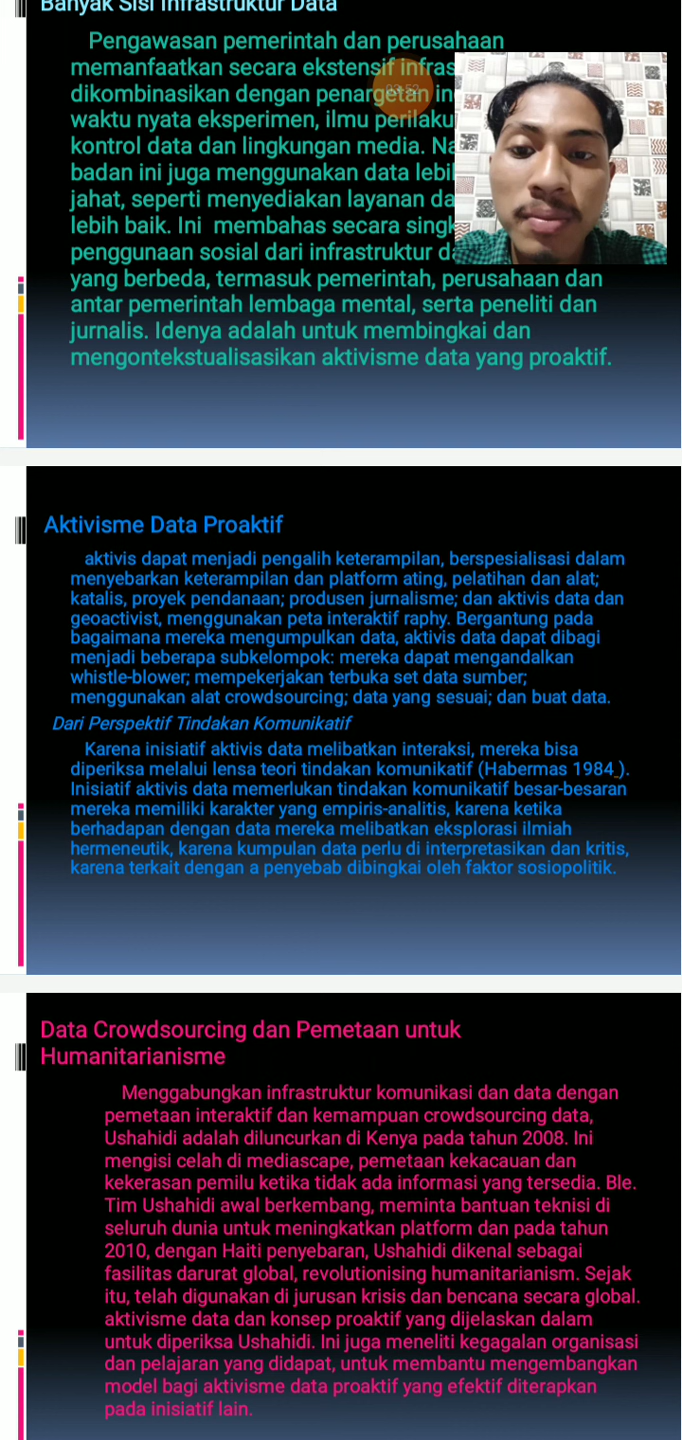 Banyak Sisi Infrastruktur Data
Pengawasan pemerintah dan perusahaan
memanfaatkan secara ekstensif
dikombinasikan dengan penargetan
waktu nyata eksperimen, ilmu perilaku
kontrol data dan lingkungan media.
badan ini juga menggunakan data
jahat, seperti menyediakan layanan
lebih baik. Ini membahas secara
penggunaan sosial dari infrastruktur
yang berbeda, termasuk pemerintah, perusahaan dan
antar pemerintah lembaga mental, serta peneliti dan
jurnalis. Idenya adalah untuk membingkai dan
mengontekstualisasikan aktivisme data yang proaktif.
03:52
Aktivisme Data Proaktif
aktivis dapat menjadi pengalih keterampilan, berspesialisasi dalam
menyebarkan keterampilan dan platform ating, pelatihan dan alat;
katalis, proyek pendanaan; produsen jurnalisme; dan aktivis data dan
geoactivist, menggunakan peta interaktif raphy. Bergantung pada
bagaimana mereka mengumpulkan data, aktivis data dapat dibagi
menjadi beberapa subkelompok: mereka dapat mengandalkan
whistle-blower; mempekerjakan terbuka set data sumber;
menggunakan alat crowdsourcing; data yang sesuai; dan buat data.
Dari Perspektif Tindakan Komunikatif
Karena inisiatif aktivis data melibatkan interaksi, mereka bisa
diperiksa melalui lensa teori tindakan komunikatif (Habermas 1984 ).
Inisiatif aktivis data memerlukan tindakan komunikatif besar-besaran
mereka memiliki karakter yang empiris-analitis, karena ketika
berhadapan dengan data mereka melibatkan eksplorasi ilmiah
hermeneutik, karena kumpulan data perlu di interpretasikan dan kritis,
karena terkait dengan a penyebab dibingkai oleh faktor sosiopolitik.
Data Crowdsourcing dan Pemetaan untuk
Humanitarianisme
Menggabungkan infrastruktur komunikasi dan data dengan
pemetaan interaktif dan kemampuan crowdsourcing data,
Ushahidi adalah diluncurkan di Kenya pada tahun 2008. Ini
mengisi celah di mediascape, pemetaan kekacauan dan
kekerasan pemilu ketika tidak ada informasi yang tersedia. Ble.
Tim Ushahidi awal berkembang, meminta bantuan teknisi di
seluruh dunia untuk meningkatkan platform dan pada tahun
2010, dengan Haiti penyebaran, Ushahidi dikenal sebagai
fasilitas darurat global, revolutionising humanitarianism. Sejak
itu, telah digunakan di jurusan krisis dan bencana secara global.
aktivisme data dan konsep proaktif yang dijelaskan dalam
untuk diperiksa Ushahidi. Ini juga meneliti kegagalan organisasi
dan pelajaran yang didapat, untuk membantu mengembangkan
model bagi aktivisme data proaktif yang efektif diterapkan
pada inisiatif lain.